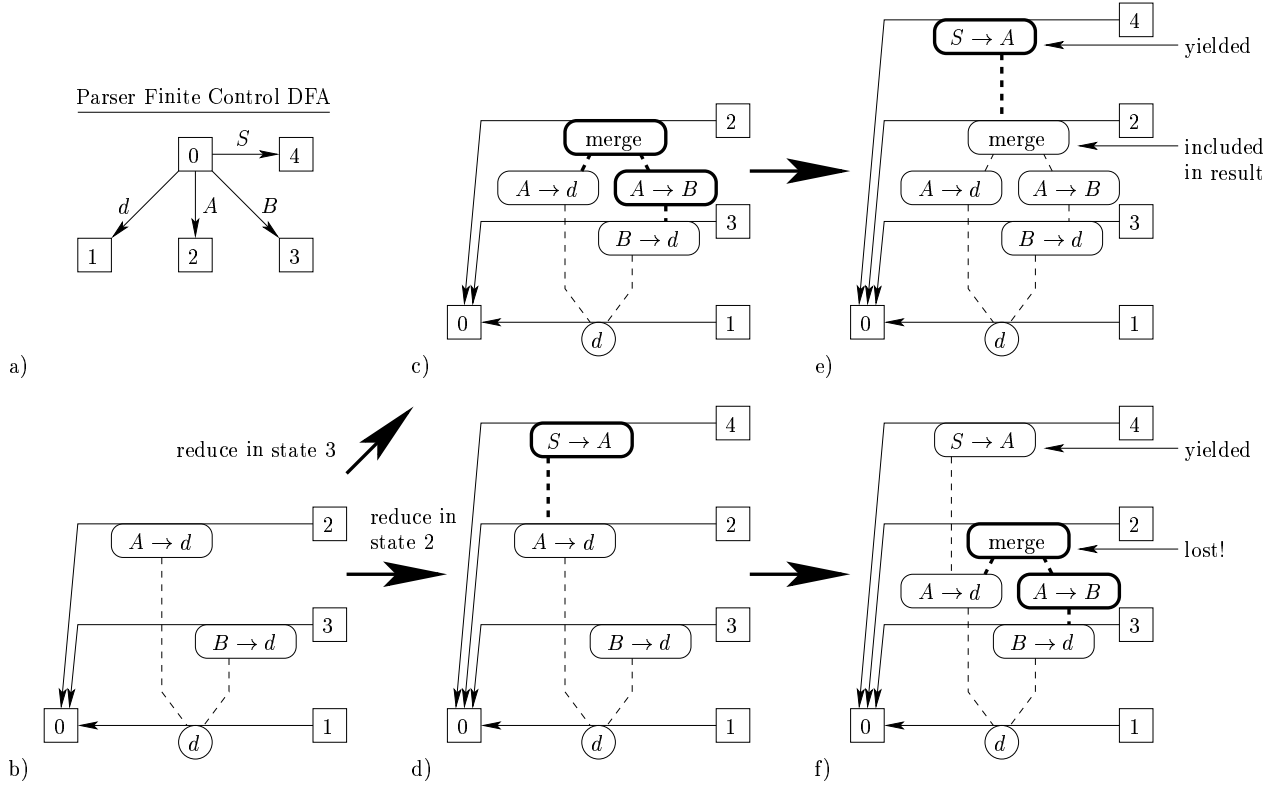 Parser Finite Control DFA
0
S
4
d
A
B
1
2
3
a)
2
merge
A → d
A → B
3
B → d
0
1
d
c)
4
S → A
yielded
2
merge
included
in result
A → d
A → B
3
B → d
0
1
d
e)
reduce in state 3
2
A → d
3
B → d
0
1
d
b)
reduce in
state 2
4
S → A
2
A → d
3
B → d
0
1
d
d)
4
S → A
yielded
2
merge
lost!
A → d
A → B
3
B → d
0
1
d
f)